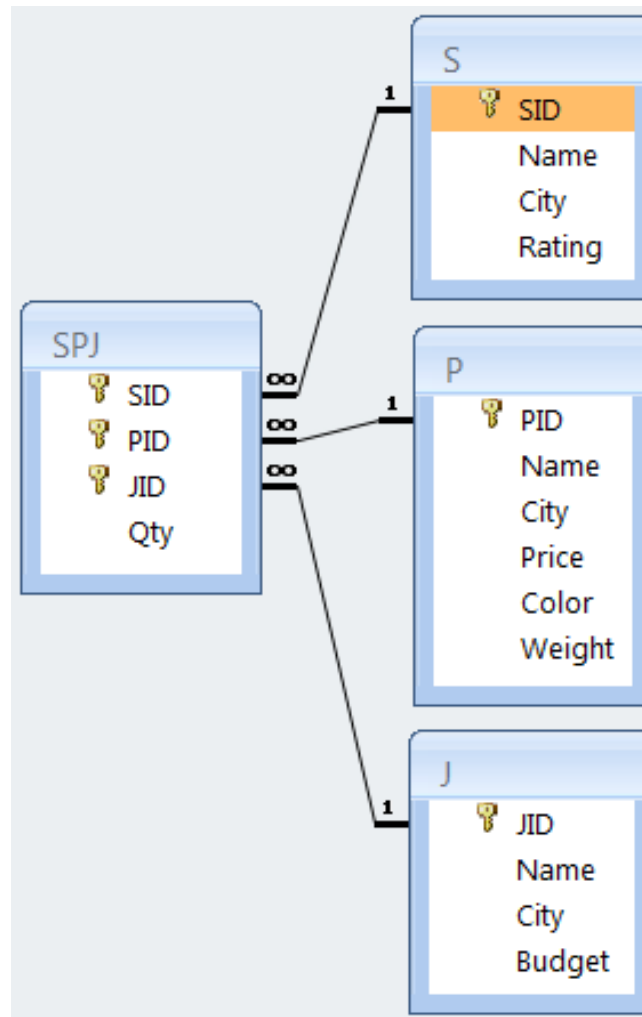 S
1
SID
Name
City
Rating
SPJ
∞
SID
∞
PID
∞
JID
Qty
P
1
PID
Name
City
Price
Color
Weight
J
1
JID
Name
City
Budget